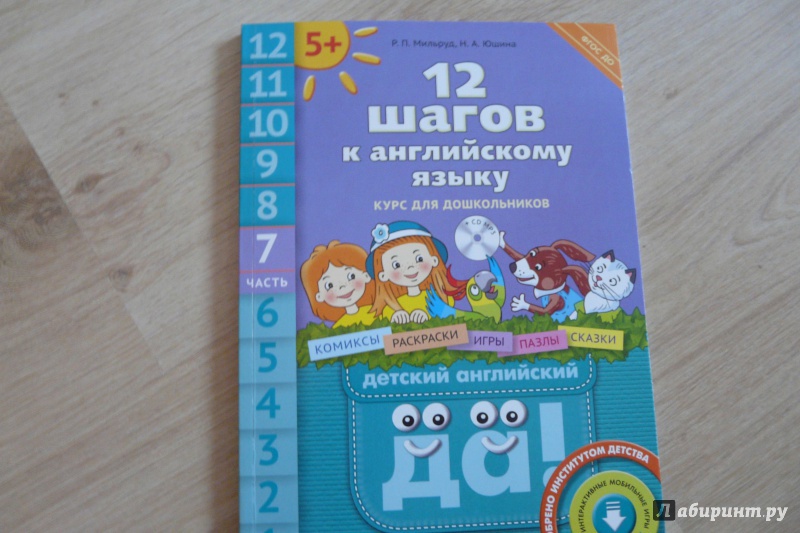 5+
Р. П. Мильруд, Н. А. Юшина
ФГОС ДО
12
шагов
к английскому
языку
КУРС ДЛЯ ДОШКОЛЬНИКОВ
+ CD MP3
12
11
10
9
8
7
ЧАСТЬ
6
5
4
3
2
КОМИКСЫ
РАСКРАСКИ
ИГРЫ
ПАЗЛЫ
СКАЗКИ
детский английский
да!
БРЕНО ИНСТИТУТОМ ДЕТСТВА
ИНТЕРАКТИВНЫЕ МОБИЛЬНЫЕ ИГРЫ
Лабиринт.ру